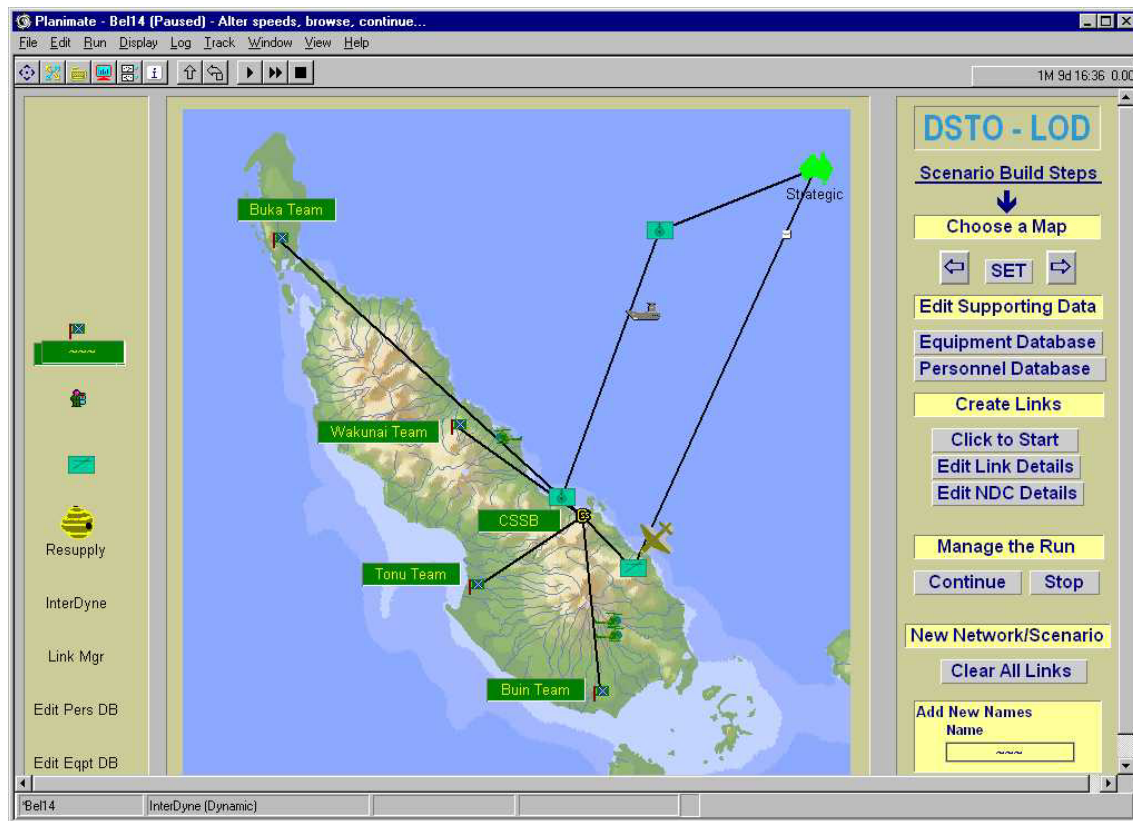 Planimate - Bel14 (Paused) - Alter speeds, browse, continue...
File Edit Run Display Log Track Window View Help
1M 9d 16:36 0.00
~~~
Resupply
InterDyne
Link Mgr
Edit Pers DB
Edit Eqpt DB
Strategic
Buka Team
Wakunai Team
CSSB
Tonu Team
Buin Team
DSTO - LOD
Scenario Build Steps
Choose a Map
SET
Edit Supporting Data
Equipment Database
Personnel Database
Create Links
Click to Start
Edit Link Details
Edit NDC Details
Manage the Run
Continue Stop
New Network/Scenario
Clear All Links
Add New Names
Name
~~~
*Bel14 InterDyne (Dynamic)